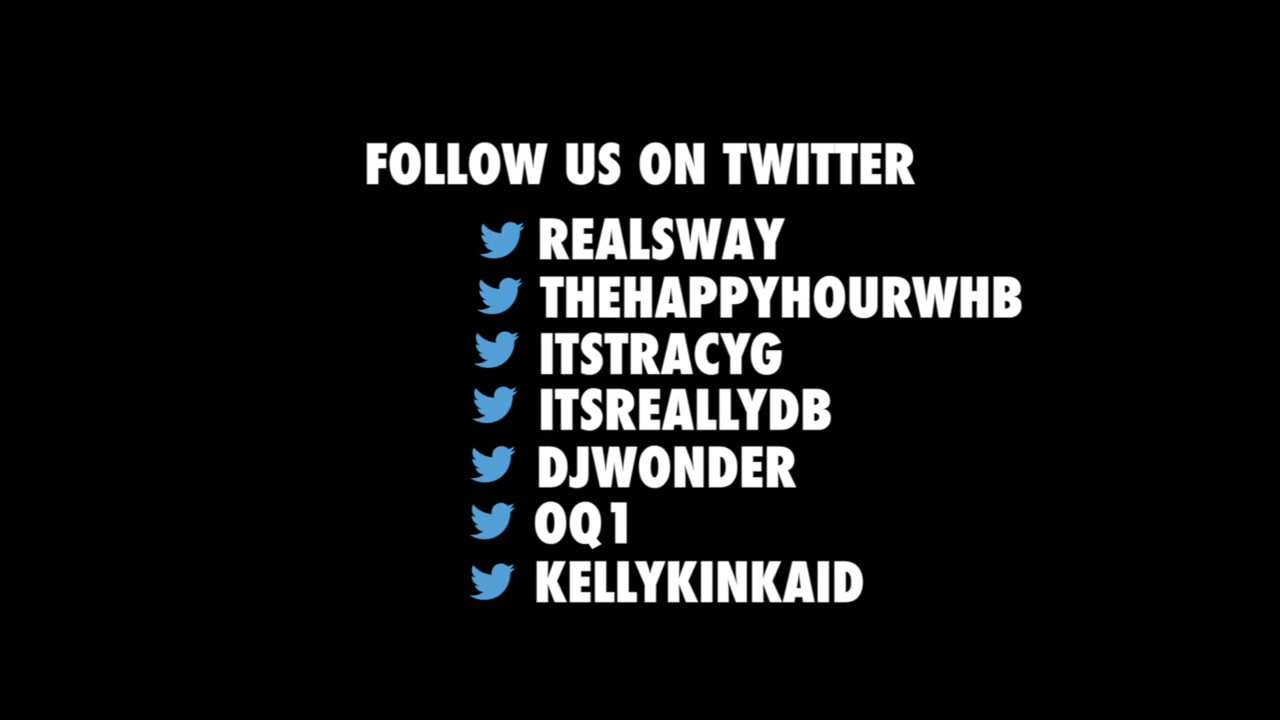 FOLLOW US ON TWITTER
REALSWAY
THEHAPPYHOURWHB
ITSTRACYG
ITSREALLYDB
DJWONDER
OQ1
KELLYKINKAID